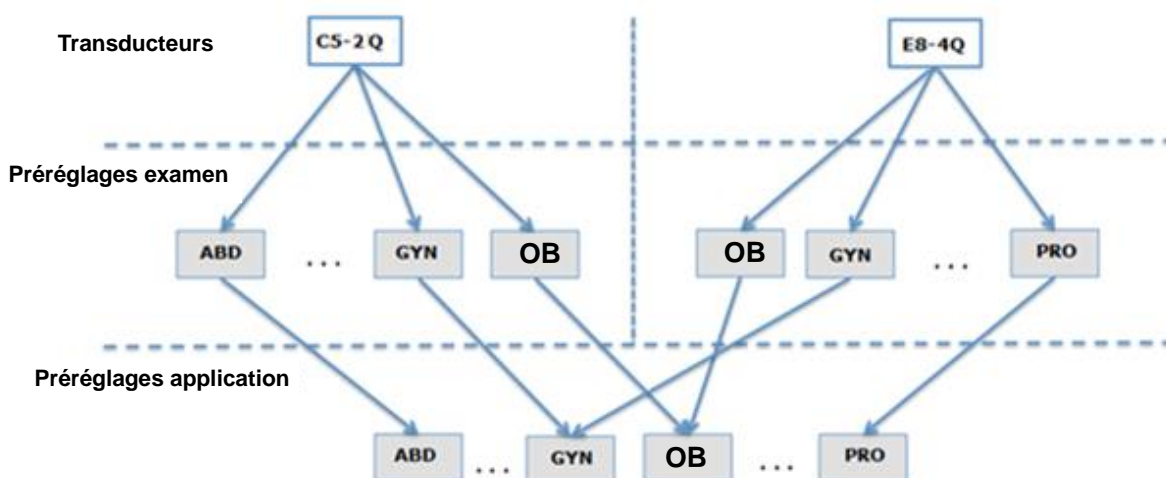 Transducteurs
C5-2Q
E8-4Q
Préréglages examen
ABD ... GYN OB
OB GYN ... PRO
Préréglages application
ABD ... GYN OB ... PRO